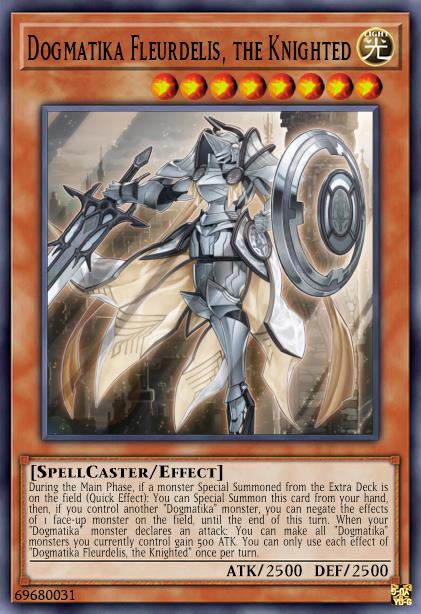 DOGMATIKA FLEURDELIS, THE KNIGHTED
LIGHT
光
[SPELLCASTER/EFFECT]
During the Main Phase, if a monster Special Summoned from the Extra Deck is
on the field (Quick Effect): You can Special Summon this card from your hand,
then, if you control another "Dogmatika" monster, you can negate the effects
of 1 face-up monster on the field, until the end of this turn. When your
"Dogmatika" monster declares an attack: You can make all "Dogmatika"
monsters you currently control gain 500 ATK. You can only use each effect of
"Dogmatika Fleurdelis, the Knighted" once per turn.
ATK/2500 DEF/2500
69680031